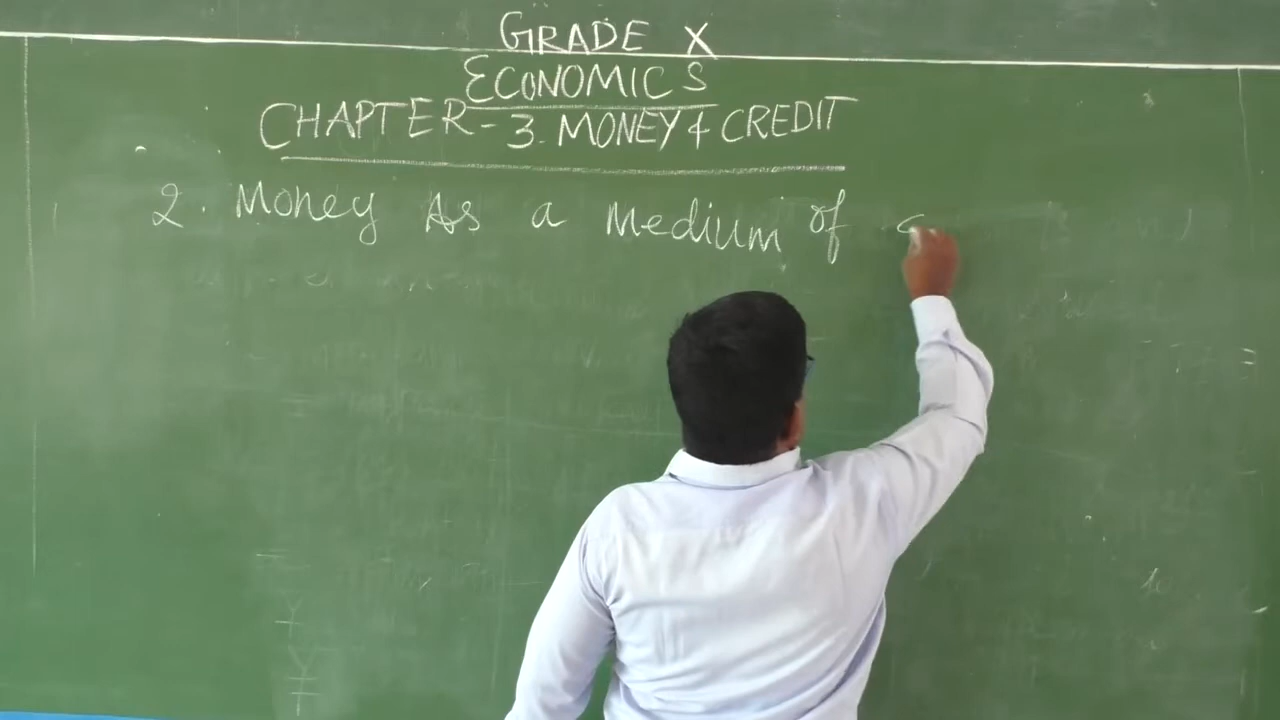 GRADE X
ECONOMICS
CHAPTER-3. MONEY & CREDIT
2. Money As a Medium of